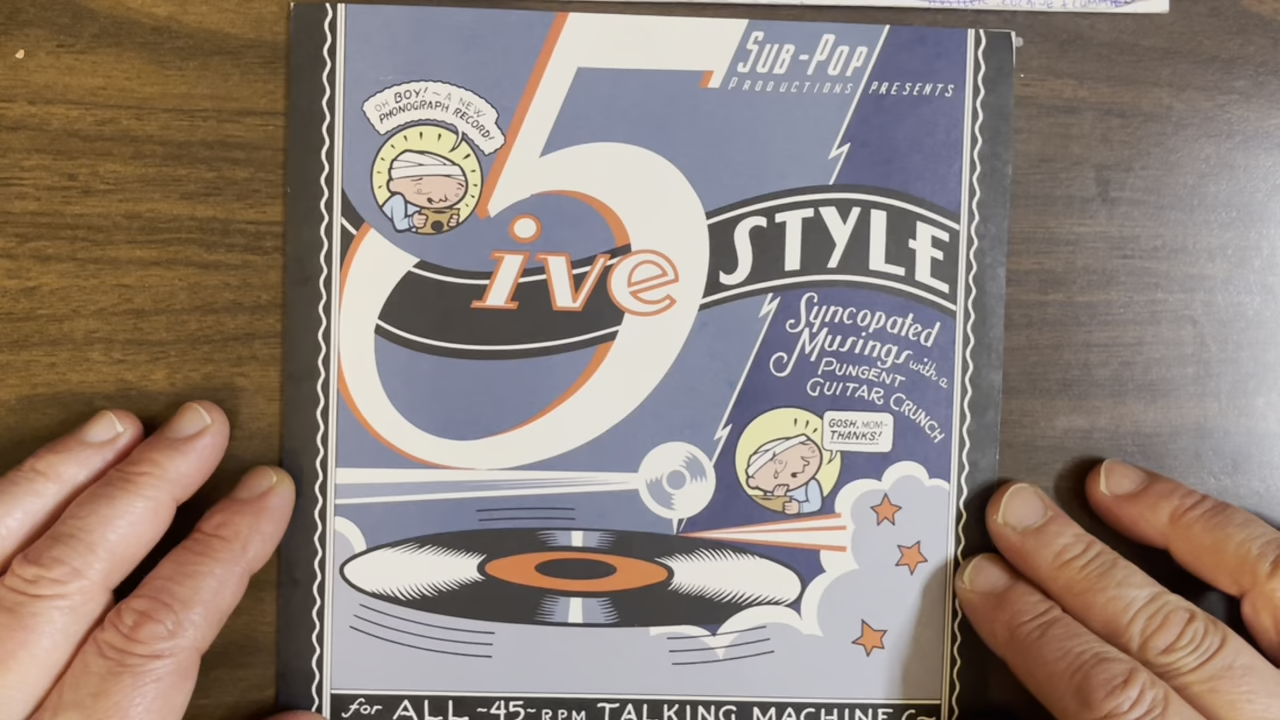 SUB-POP
PRODUCTIONS PRESENTS
OH BOY! - A NEW
PHONOGRAPH RECORD!
5ive
STYLE
Syncopated
Musings with a
PUNGENT
GUITAR CRUNCH
GOSH, MOM-
THANKS!
for ALL ~45~ RPM TALKING MACHINE